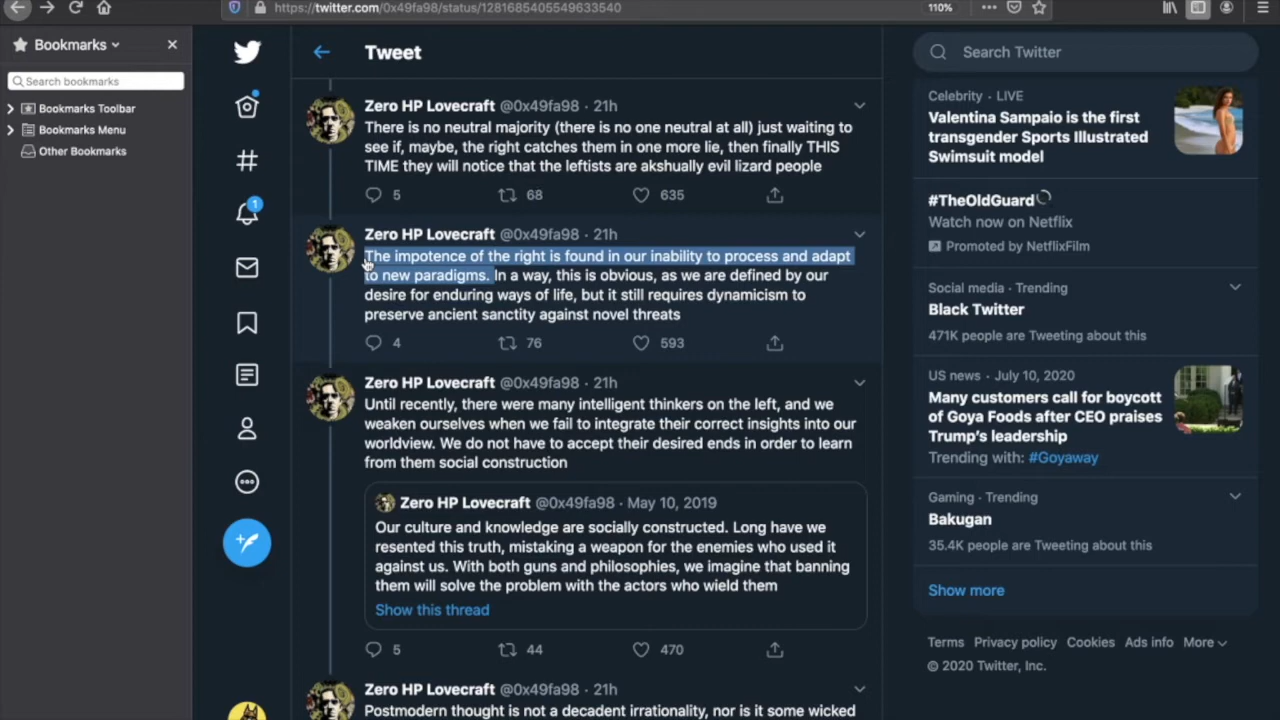 https://twitter.com/0x49fa98/status/1281685405549633540
110%
Bookmarks
Search bookmarks
Bookmarks Toolbar
Bookmarks Menu
Other Bookmarks
1
Tweet
Zero HP Lovecraft @0x49fa98 · 21h
There is no neutral majority (there is no one neutral at all) just waiting to
see if, maybe, the right catches them in one more lie, then finally THIS
TIME they will notice that the leftists are akshually evil lizard people
5 68 635
Zero HP Lovecraft @0x49fa98 · 21h
The impotence of the right is found in our inability to process and adapt
to new paradigms. In a way, this is obvious, as we are defined by our
desire for enduring ways of life, but it still requires dynamicism to
preserve ancient sanctity against novel threats
4 76 593
Zero HP Lovecraft @0x49fa98 · 21h
Until recently, there were many intelligent thinkers on the left, and we
weaken ourselves when we fail to integrate their correct insights into our
worldview. We do not have to accept their desired ends in order to learn
from them social construction
Zero HP Lovecraft @0x49fa98 · May 10, 2019
Our culture and knowledge are socially constructed. Long have we
resented this truth, mistaking a weapon for the enemies who used it
against us. With both guns and philosophies, we imagine that banning
them will solve the problem with the actors who wield them
Show this thread
5 44 470
Zero HP Lovecraft @0x49fa98 · 21h
Postmodern thought is not a decadent irrationality, nor is it some wicked
Search Twitter
Celebrity · LIVE
Valentina Sampaio is the first
transgender Sports Illustrated
Swimsuit model
#TheOldGuard
Watch now on Netflix
Promoted by NetflixFilm
Social media · Trending
Black Twitter
471K people are Tweeting about this
US news · July 10, 2020
Many customers call for boycott
of Goya Foods after CEO praises
Trump's leadership
Trending with: #Goyaway
Gaming · Trending
Bakugan
35.4K people are Tweeting about this
Show more
Terms Privacy policy Cookies Ads info More
© 2020 Twitter, Inc.